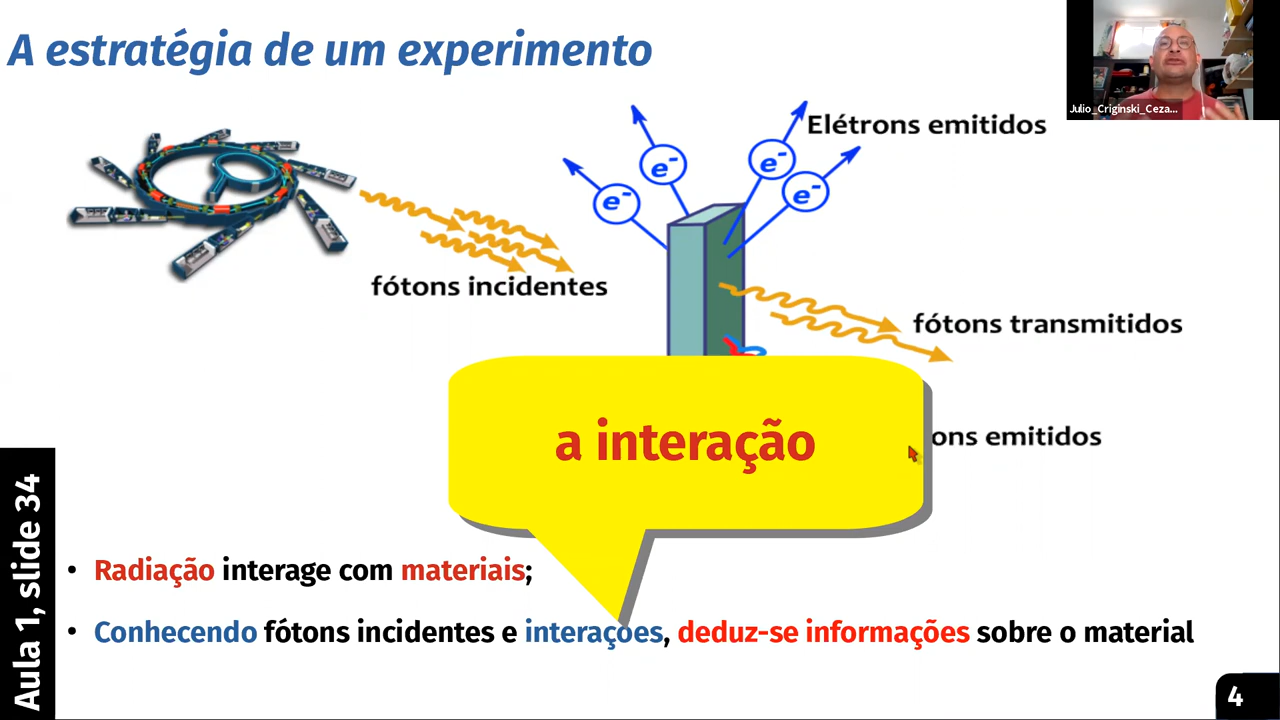 A estratégia de um experimento
Julio_Criginski_Ceza...
Elétrons emitidos
e-
e-
e-
e-
fótons incidentes
fótons transmitidos
a interação
ons emitidos
Aula 1, slide 34
• Radiação interage com materiais;
• Conhecendo fótons incidentes e interações, deduz-se informações sobre o material
4